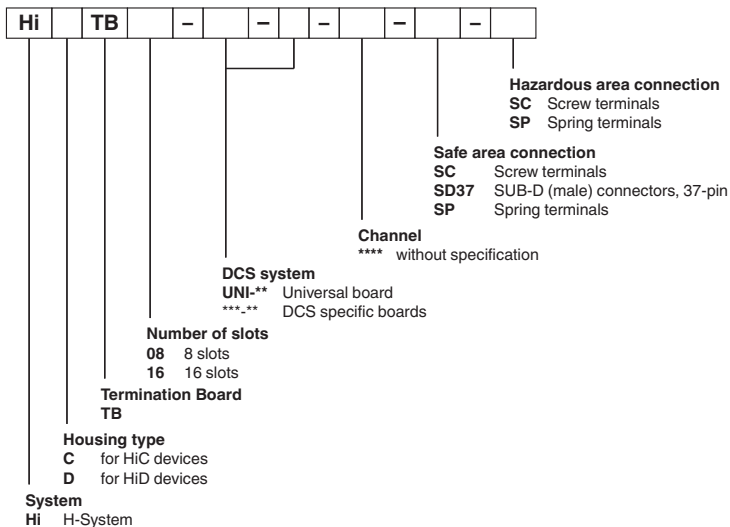 Hi TB – – – – –
Hazardous area connection
SC Screw terminals
SP Spring terminals
Safe area connection
SC Screw terminals
SD37 SUB-D (male) connectors, 37-pin
SP Spring terminals
Channel
**** without specification
DCS system
UNI-** Universal board
***-** DCS specific boards
Number of slots
08 8 slots
16 16 slots
Termination Board
TB
Housing type
C for HiC devices
D for HiD devices
System
Hi H-System